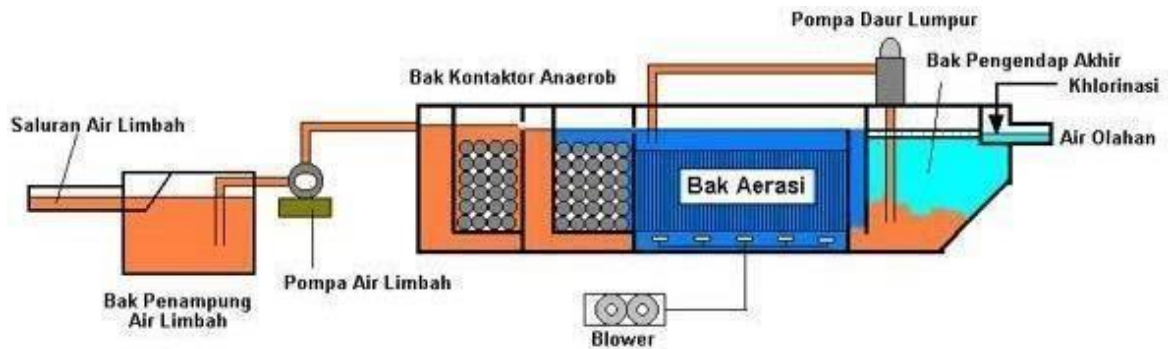 Pompa Daur Lumpur
Bak Pengendap Akhir
Bak Kontaktor Anaerob
Khlorinasi
Saluran Air Limbah
Air Olahan
Bak Aerasi
Pompa Air Limbah
Bak Penampung
Air Limbah
Blower